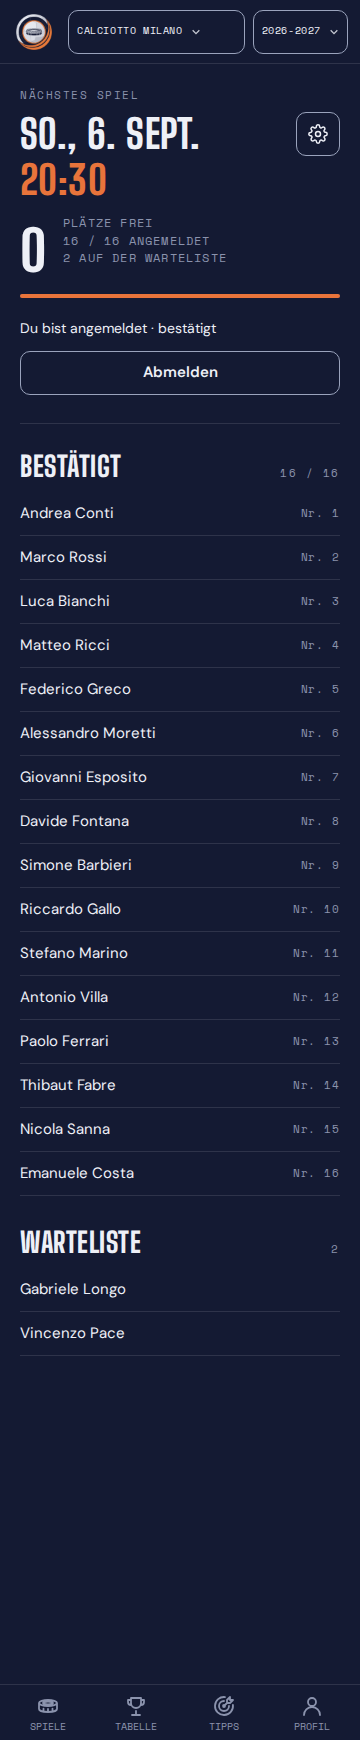 CALCIOTTO MILANO
2026-2027
NÄCHSTES SPIEL
SO., 6. SEPT.
20:30
0
PLÄTZE FREI
16 / 16 ANGEMELDET
2 AUF DER WARTELISTE
Du bist angemeldet · bestätigt
Abmelden
BESTÄTIGT 16 / 16
Andrea Conti Nr. 1
Marco Rossi Nr. 2
Luca Bianchi Nr. 3
Matteo Ricci Nr. 4
Federico Greco Nr. 5
Alessandro Moretti Nr. 6
Giovanni Esposito Nr. 7
Davide Fontana Nr. 8
Simone Barbieri Nr. 9
Riccardo Gallo Nr. 10
Stefano Marino Nr. 11
Antonio Villa Nr. 12
Paolo Ferrari Nr. 13
Thibaut Fabre Nr. 14
Nicola Sanna Nr. 15
Emanuele Costa Nr. 16
WARTELISTE 2
Gabriele Longo
Vincenzo Pace
SPIELE TABELLE TIPPS PROFIL